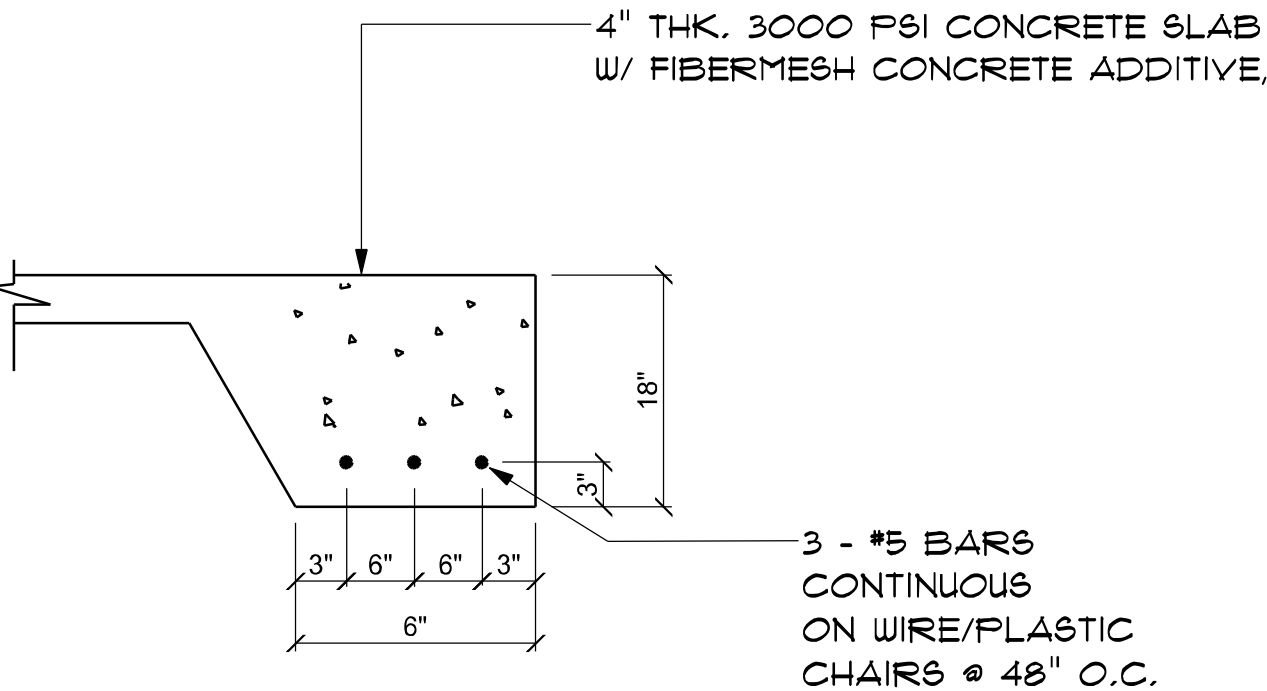 4" THK. 3000 PSI CONCRETE SLAB
W/ FIBERMESH CONCRETE ADDITIVE,
18"
3"
3" 6" 6" 3"
6"
3 - #5 BARS
CONTINUOUS
ON WIRE/PLASTIC
CHAIRS @ 48" O.C.